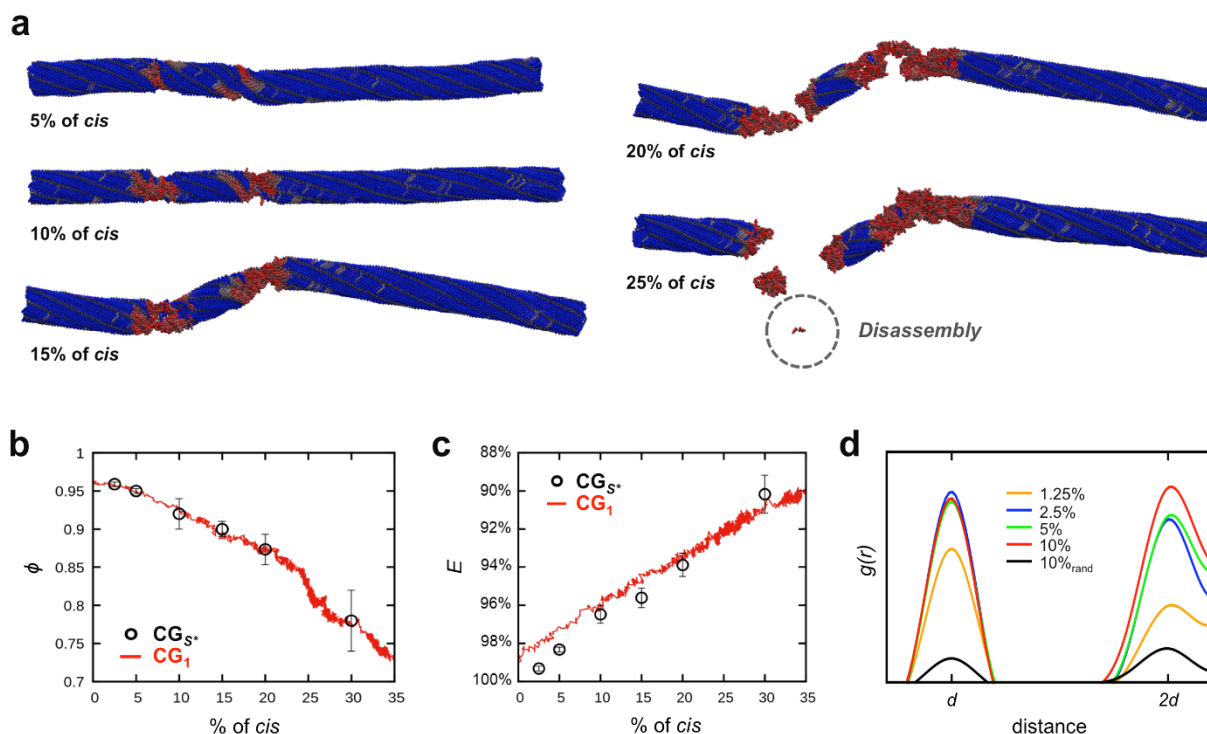 a
5% of cis
10% of cis
15% of cis
20% of cis
25% of cis
Disassembly
b
1
0.95
0.9
0.85
0.8
0.75
0.7
ϕ
CGS*
CG1
0 5 10 15 20 25 30 35
% of cis
c
88%
90%
92%
94%
96%
98%
100%
E
CGS*
CG1
0 5 10 15 20 25 30 35
% of cis
d
g(r)
1.25%
2.5%
5%
10%
10%rand
d 2d
distance